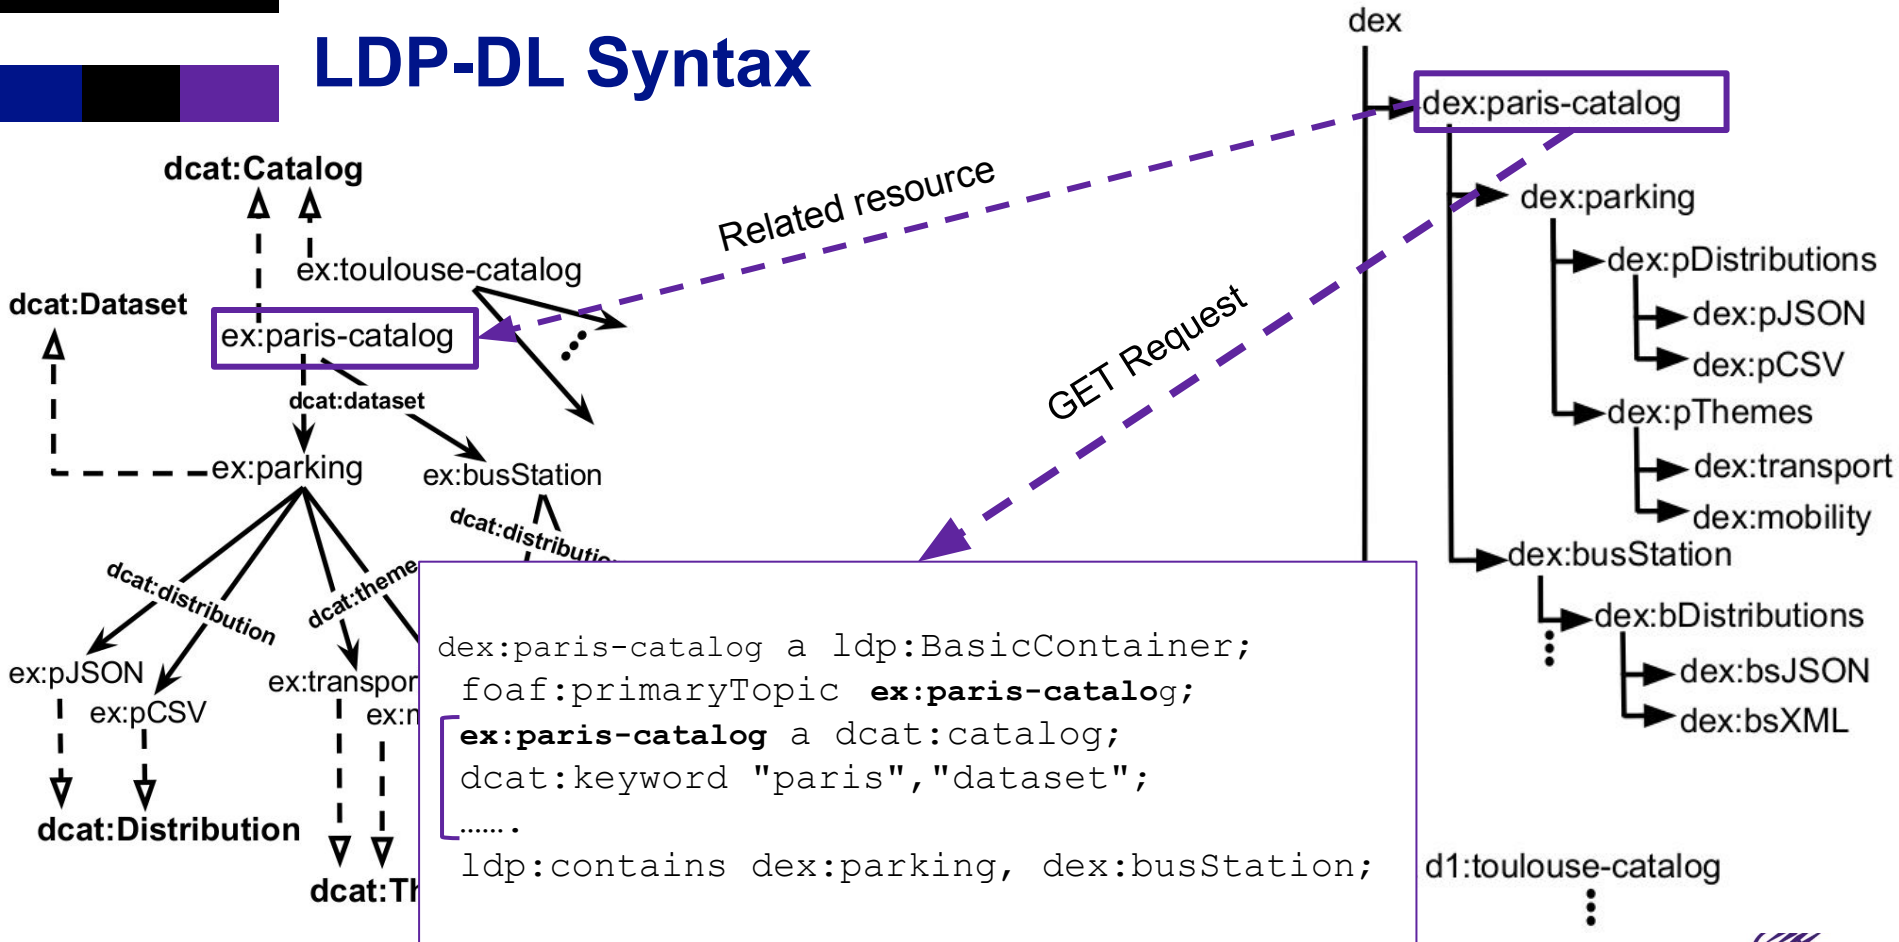 LDP-DL Syntax
dex
dex:paris-catalog
dcat:Catalog
Related resource
dex:parking
ex:toulouse-catalog
dex:pDistributions
dcat:Dataset
GET Request
dex:pJSON
ex:paris-catalog
dex:pCSV
dcat:dataset
dex:pThemes
ex:parking
ex:busStation
dex:transport
dcat:distribution
dex:mobility
dex:busStation
dcat:distribution
dcat:theme
dex:bDistributions
dex:paris-catalog a ldp:BasicContainer;
foaf:primaryTopic ex:paris-catalog;
ex:pJSON
ex:transpor
dex:bsJSON
ex:pCSV
dex:bsXML
ex:paris-catalog a dcat:catalog;
dcat:keyword "paris","dataset";
…….
dcat:Distribution
ldp:contains dex:parking, dex:busStation;
d1:toulouse-catalog